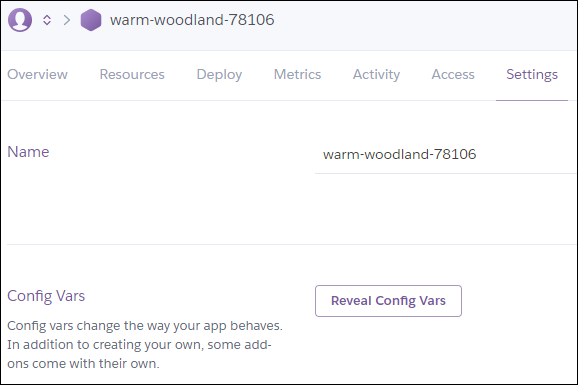 warm-woodland-78106
Overview Resources Deploy Metrics Activity Access Settings
Name
warm-woodland-78106
Config Vars
Reveal Config Vars
Config vars change the way your app behaves.
In addition to creating your own, some add-
ons come with their own.